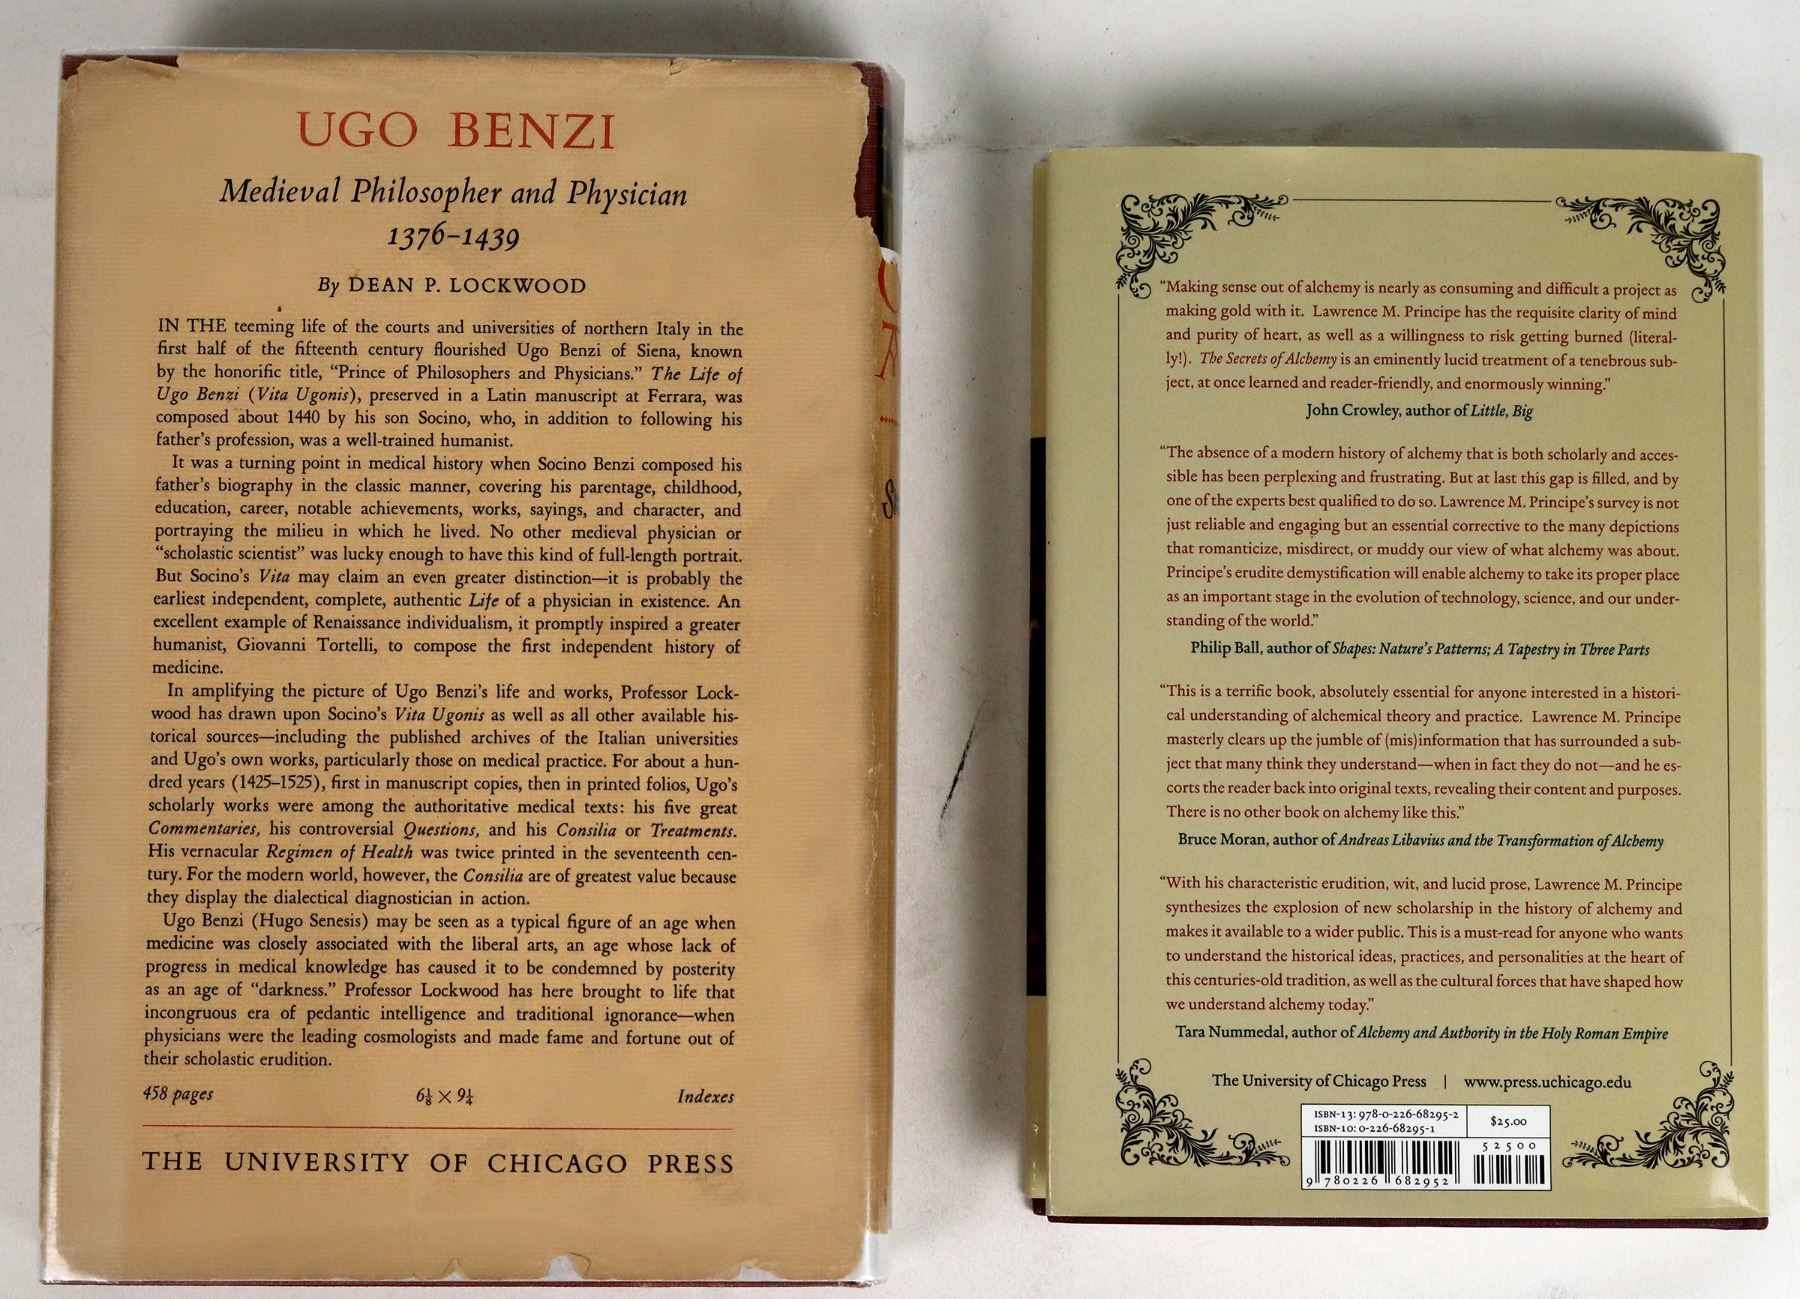 UGO BENZI
Medieval Philosopher and Physician
1376–1439
By DEAN P. LOCKWOOD
IN THE teeming life of the courts and universities of northern Italy in the
first half of the fifteenth century flourished Ugo Benzi of Siena, known
by the honorific title, “Prince of Philosophers and Physicians.” The Life of
Ugo Benzi (Vita Ugonis), preserved in a Latin manuscript at Ferrara, was
composed about 1440 by his son Socino, who, in addition to following his
father’s profession, was a well-trained humanist.
It was a turning point in medical history when Socino Benzi composed his
father’s biography in the classic manner, covering his parentage, childhood,
education, career, notable achievements, works, sayings, and character, and
portraying the milieu in which he lived. No other medieval physician or
“scholastic scientist” was lucky enough to have this kind of full-length portrait.
But Socino’s Vita may claim an even greater distinction—it is probably the
earliest independent, complete, authentic Life of a physician in existence. An
excellent example of Renaissance individualism, it promptly inspired a greater
humanist, Giovanni Tortelli, to compose the first independent history of
medicine.
In amplifying the picture of Ugo Benzi’s life and works, Professor Lock-
wood has drawn upon Socino’s Vita Ugonis as well as all other available his-
torical sources—including the published archives of the Italian universities
and Ugo’s own works, particularly those on medical practice. For about a hun-
dred years (1425–1525), first in manuscript copies, then in printed folios, Ugo’s
scholarly works were among the authoritative medical texts: his five great
Commentaries, his controversial Questions, and his Consilia or Treatments.
His vernacular Regimen of Health was twice printed in the seventeenth cen-
tury. For the modern world, however, the Consilia are of greatest value because
they display the dialectical diagnostician in action.
Ugo Benzi (Hugo Senesis) may be seen as a typical figure of an age when
medicine was closely associated with the liberal arts, an age whose lack of
progress in medical knowledge has caused it to be condemned by posterity
as an age of “darkness.” Professor Lockwood has here brought to life that
incongruous era of pedantic intelligence and traditional ignorance—when
physicians were the leading cosmologists and made fame and fortune out of
their scholastic erudition.
458 pages 6⅛ × 9¼ Indexes
THE UNIVERSITY OF CHICAGO PRESS
“Making sense out of alchemy is nearly as consuming and difficult a project as
making gold with it. Lawrence M. Principe has the requisite clarity of mind
and purity of heart, as well as a willingness to risk getting burned (literal-
ly!). The Secrets of Alchemy is an eminently lucid treatment of a tenebrous sub-
ject, at once learned and reader-friendly, and enormously winning.”
John Crowley, author of Little, Big
“The absence of a modern history of alchemy that is both scholarly and acces-
sible has been perplexing and frustrating. But at last this gap is filled, and by
one of the experts best qualified to do so. Lawrence M. Principe’s survey is not
just reliable and engaging but an essential corrective to the many depictions
that romanticize, misdirect, or muddy our view of what alchemy was about.
Principe’s erudite demystification will enable alchemy to take its proper place
as an important stage in the evolution of technology, science, and our under-
standing of the world.”
Philip Ball, author of Shapes: Nature’s Patterns; A Tapestry in Three Parts
“This is a terrific book, absolutely essential for anyone interested in a histori-
cal understanding of alchemical theory and practice. Lawrence M. Principe
masterly clears up the jumble of (mis)information that has surrounded a sub-
ject that many think they understand—when in fact they do not—and he es-
corts the reader back into original texts, revealing their content and purposes.
There is no other book on alchemy like this.”
Bruce Moran, author of Andreas Libavius and the Transformation of Alchemy
“With his characteristic erudition, wit, and lucid prose, Lawrence M. Principe
synthesizes the explosion of new scholarship in the history of alchemy and
makes it available to a wider public. This is a must-read for anyone who wants
to understand the historical ideas, practices, and personalities at the heart of
this centuries-old tradition, as well as the cultural forces that have shaped how
we understand alchemy today.”
Tara Nummedal, author of Alchemy and Authority in the Holy Roman Empire
The University of Chicago Press | www.press.uchicago.edu
ISBN-13: 978-0-226-68295-2
ISBN-10: 0-226-68295-1
$25.00
52500
9 780226 682952